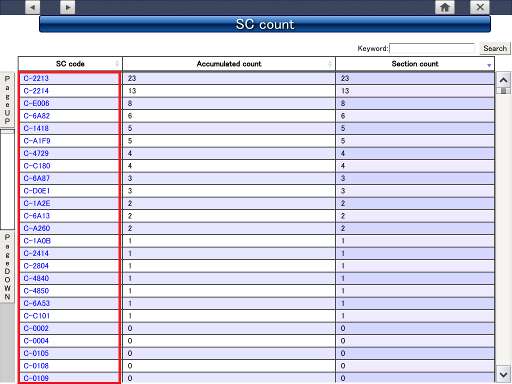 SC count
Keyword: Search
SC code Accumulated count Section count
C-2213 23 23
C-2214 13 13
C-E006 8 8
C-6A82 6 6
C-1418 5 5
C-A1F9 5 5
C-4729 4 4
C-C180 4 4
C-6A87 3 3
C-D0E1 3 3
C-1A2E 2 2
C-6A13 2 2
C-A260 2 2
C-1A0B 1 1
C-2414 1 1
C-2804 1 1
C-4840 1 1
C-4850 1 1
C-6A53 1 1
C-C101 1 1
C-0002 0 0
C-0004 0 0
C-0105 0 0
C-0108 0 0
C-0109 0 0
PageUP
PageDOWN